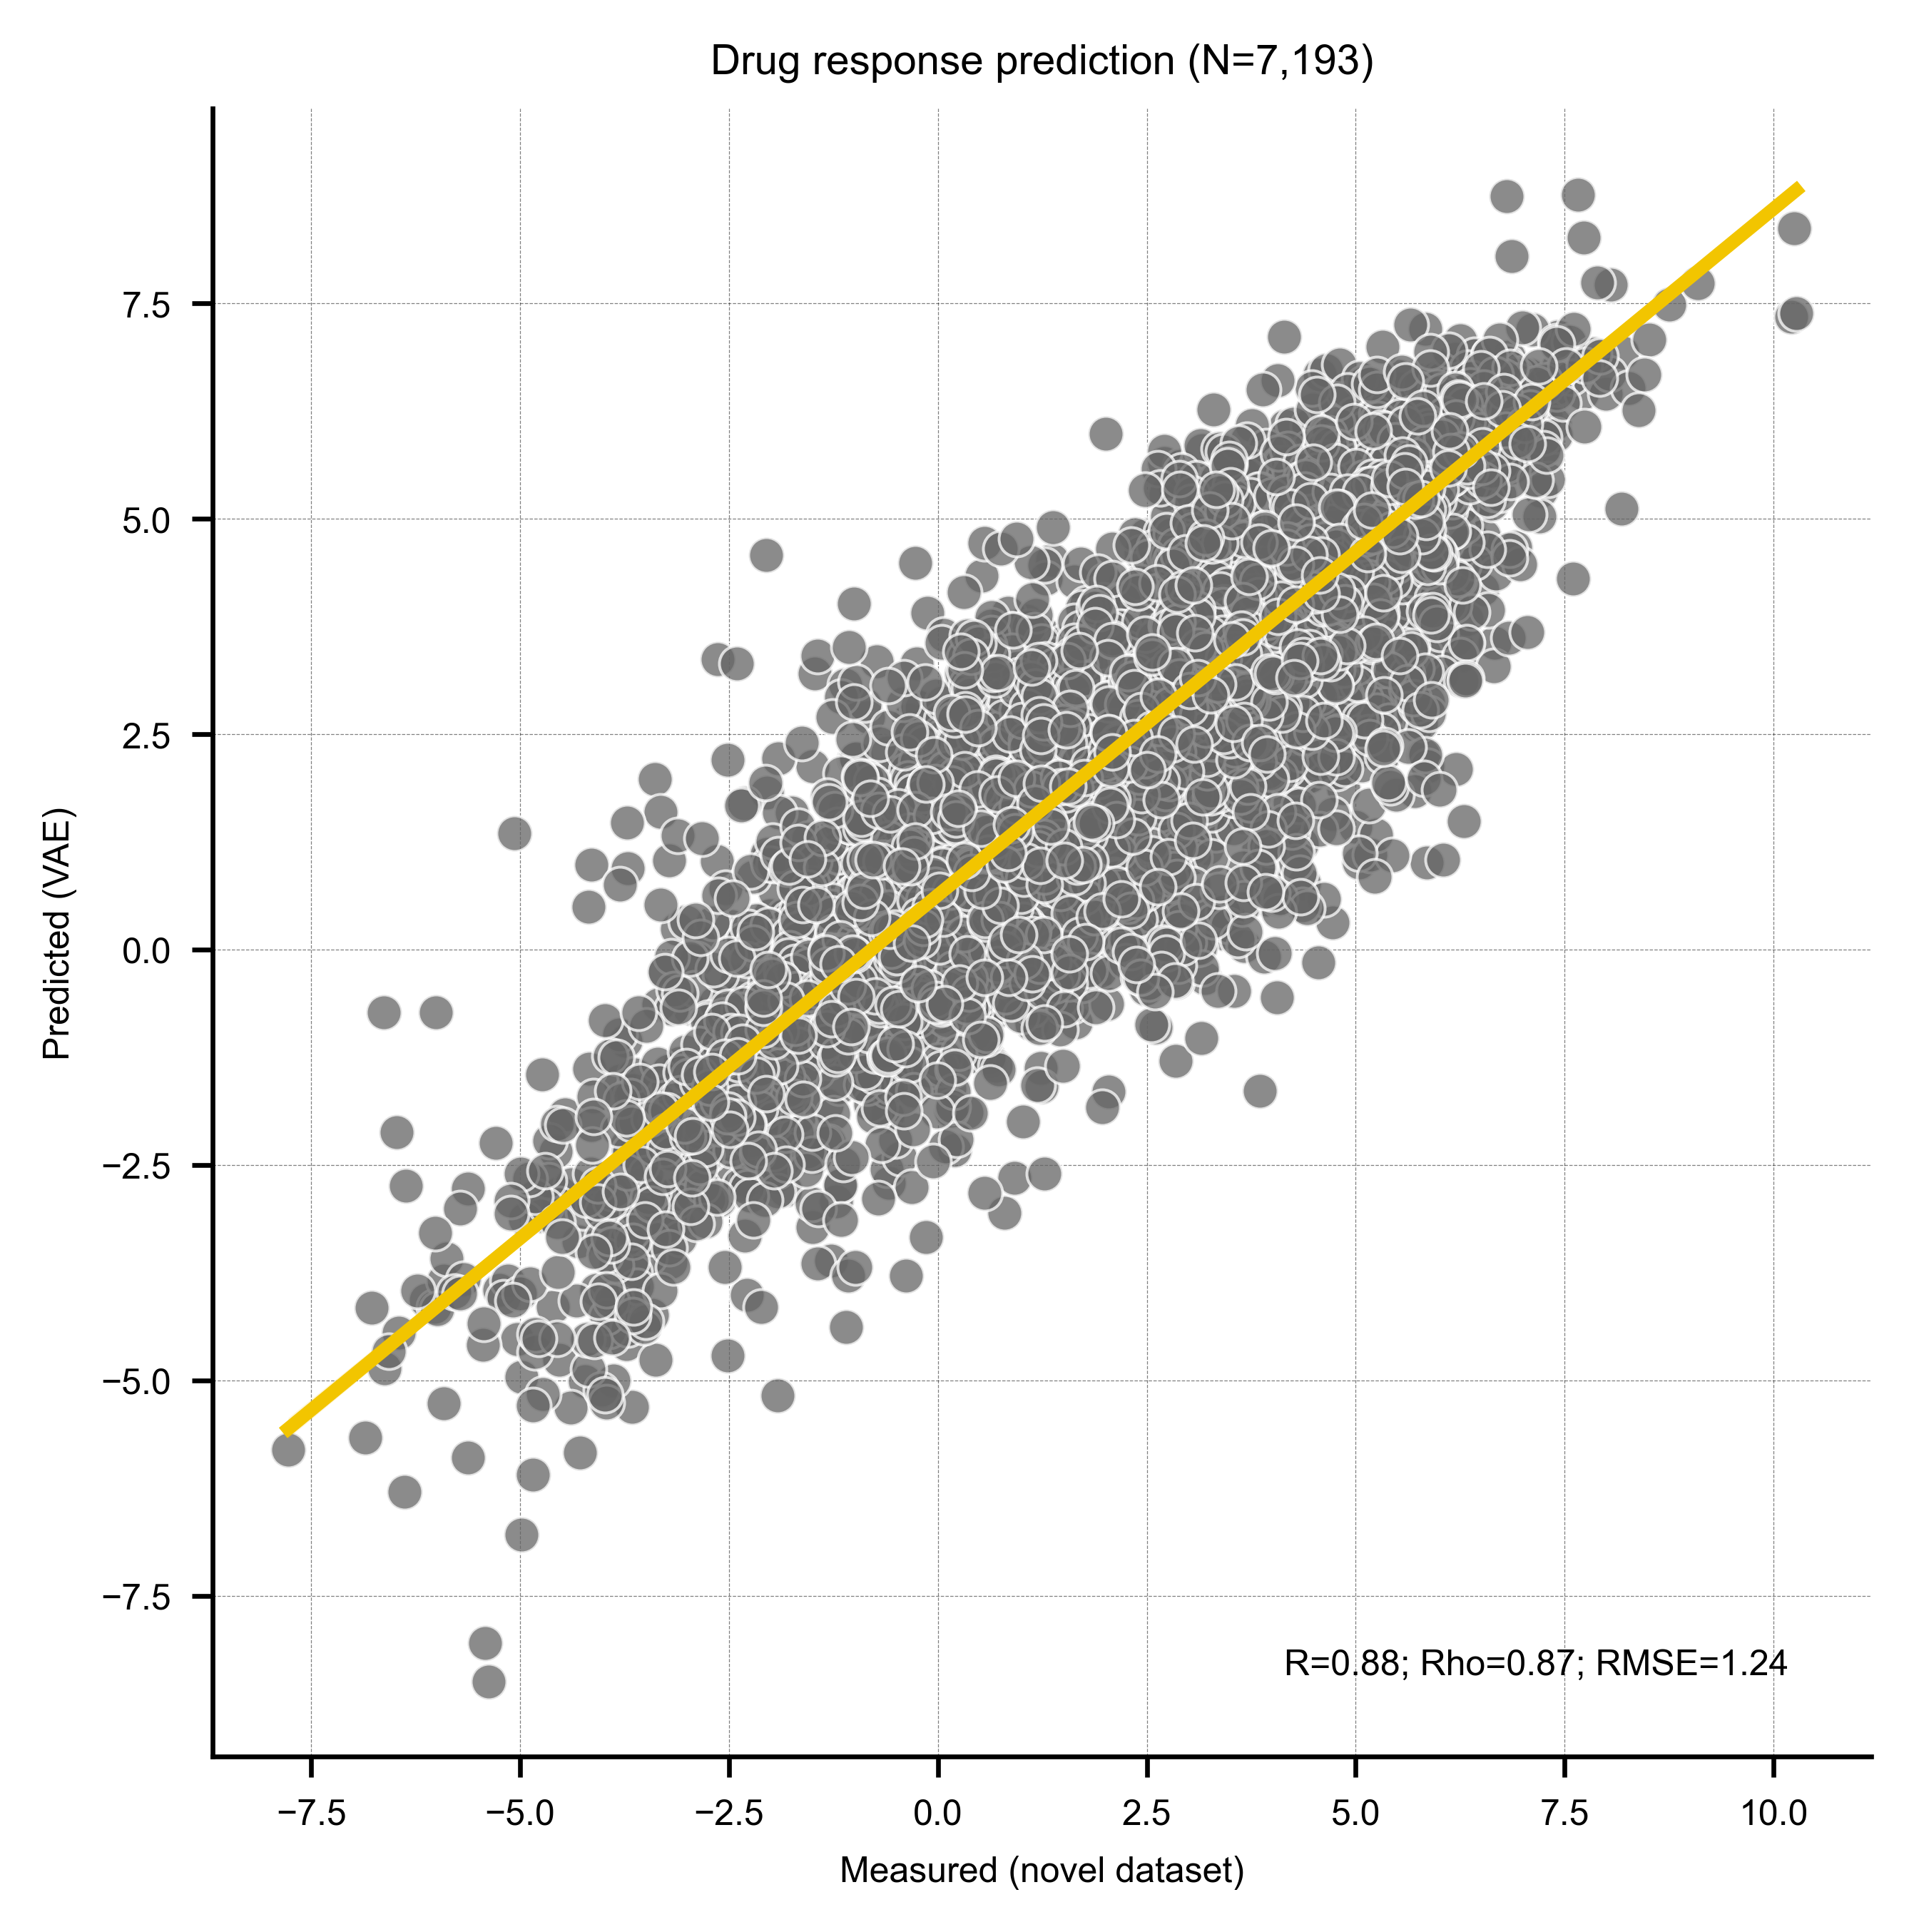 Drug response prediction (N=7,193)
Predicted (VAE)
7.5
5.0
2.5
0.0
−2.5
−5.0
−7.5
R=0.88; Rho=0.87; RMSE=1.24
−7.5 −5.0 −2.5 0.0 2.5 5.0 7.5 10.0
Measured (novel dataset)